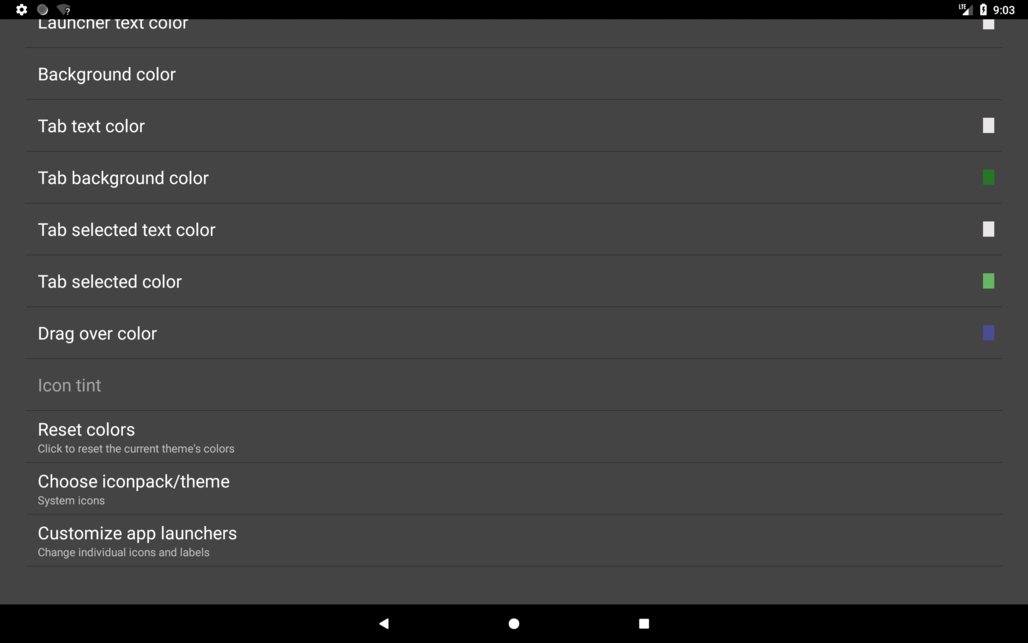 LTE
9:03
Launcher text color
Background color
Tab text color
Tab background color
Tab selected text color
Tab selected color
Drag over color
Icon tint
Reset colors
Click to reset the current theme's colors
Choose iconpack/theme
System icons
Customize app launchers
Change individual icons and labels